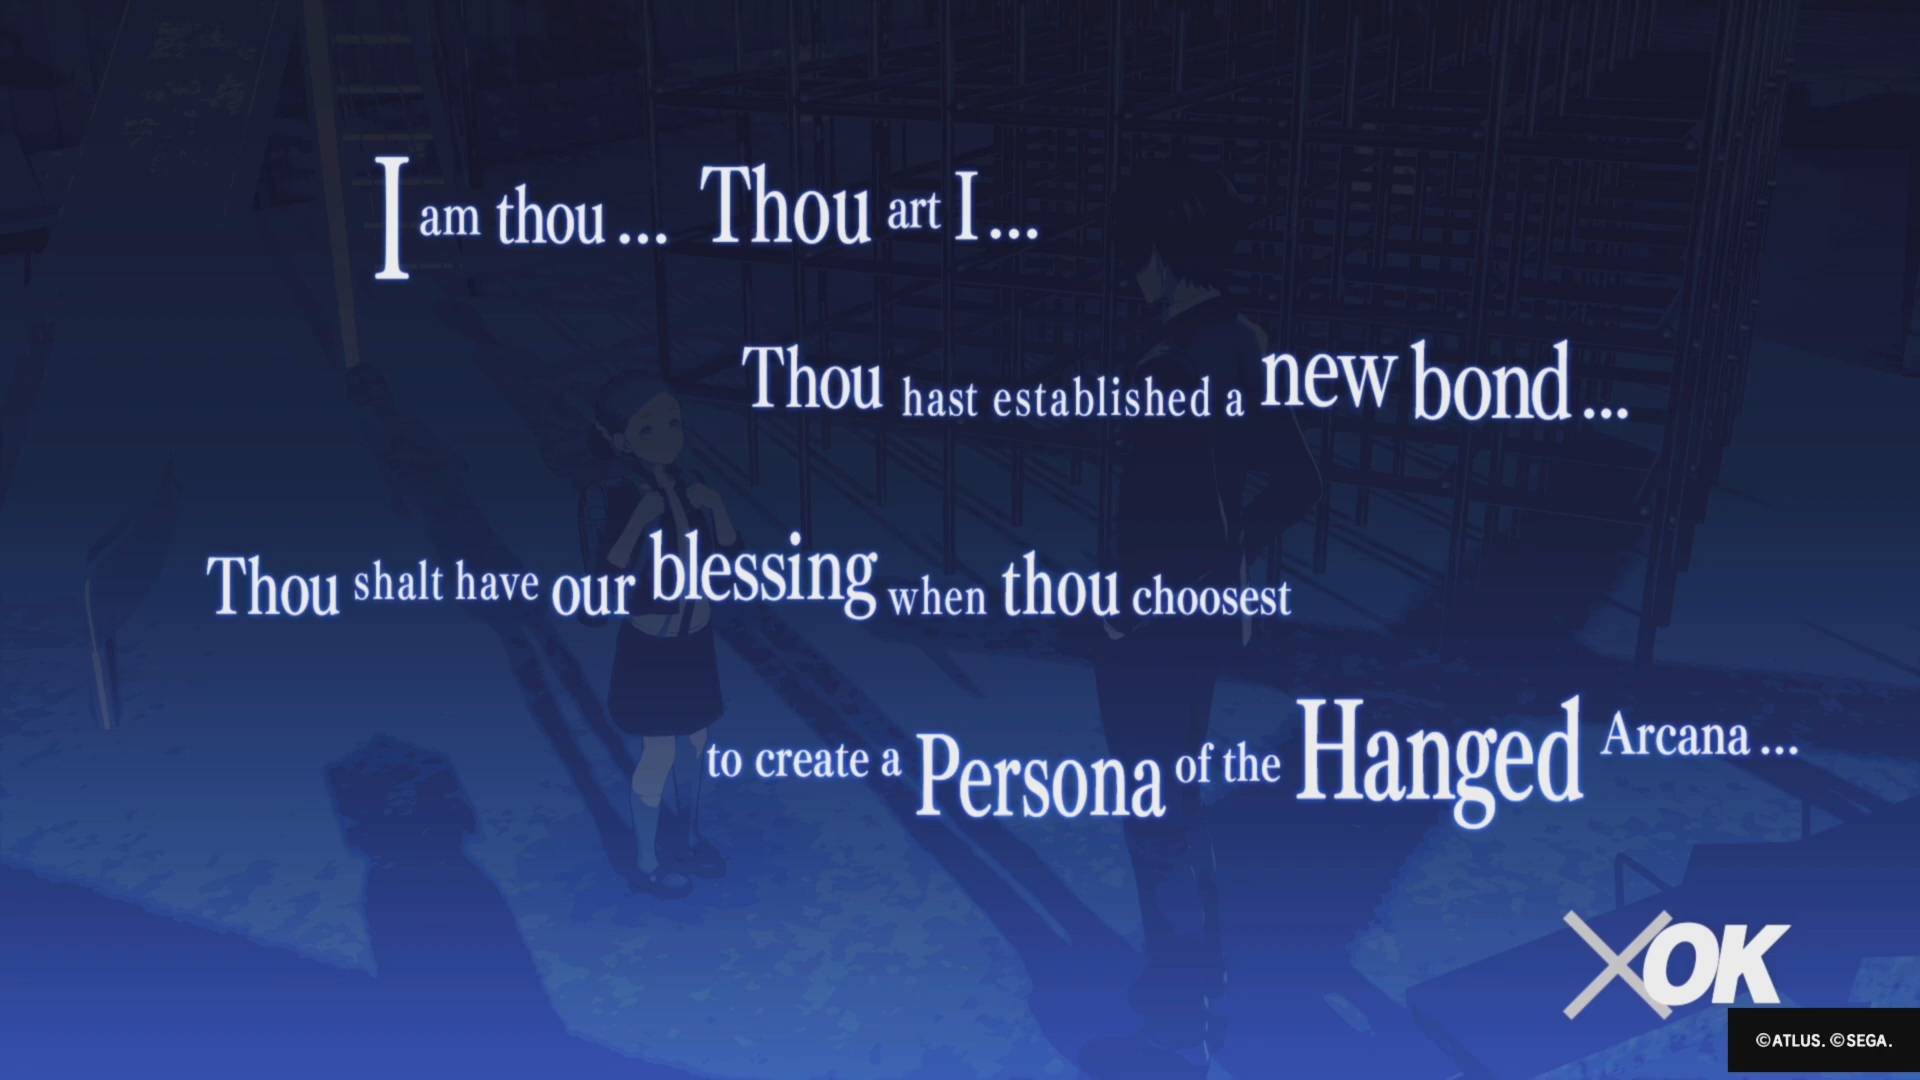 I am thou... Thou art I...
Thou hast established a new bond...
Thou shalt have our blessing when thou choosest
to create a Persona of the Hanged Arcana...
OK
©ATLUS. ©SEGA.